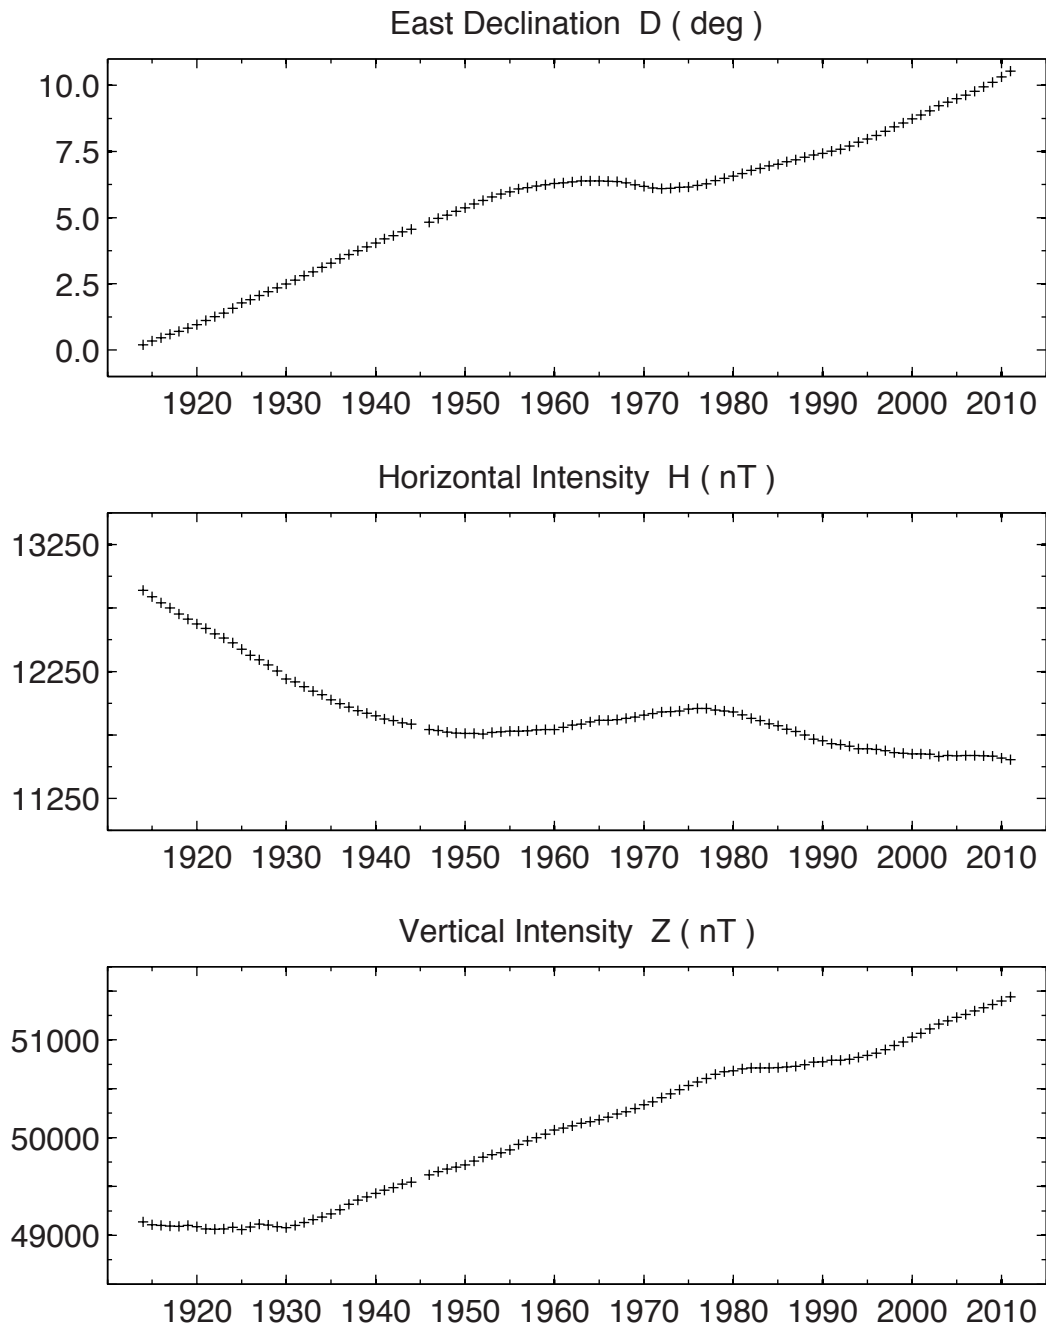 East Declination D ( deg )
10.0
7.5
5.0
2.5
0.0
1920 1930 1940 1950 1960 1970 1980 1990 2000 2010
Horizontal Intensity H ( nT )
13250
12250
11250
1920 1930 1940 1950 1960 1970 1980 1990 2000 2010
Vertical Intensity Z ( nT )
51000
50000
49000
1920 1930 1940 1950 1960 1970 1980 1990 2000 2010